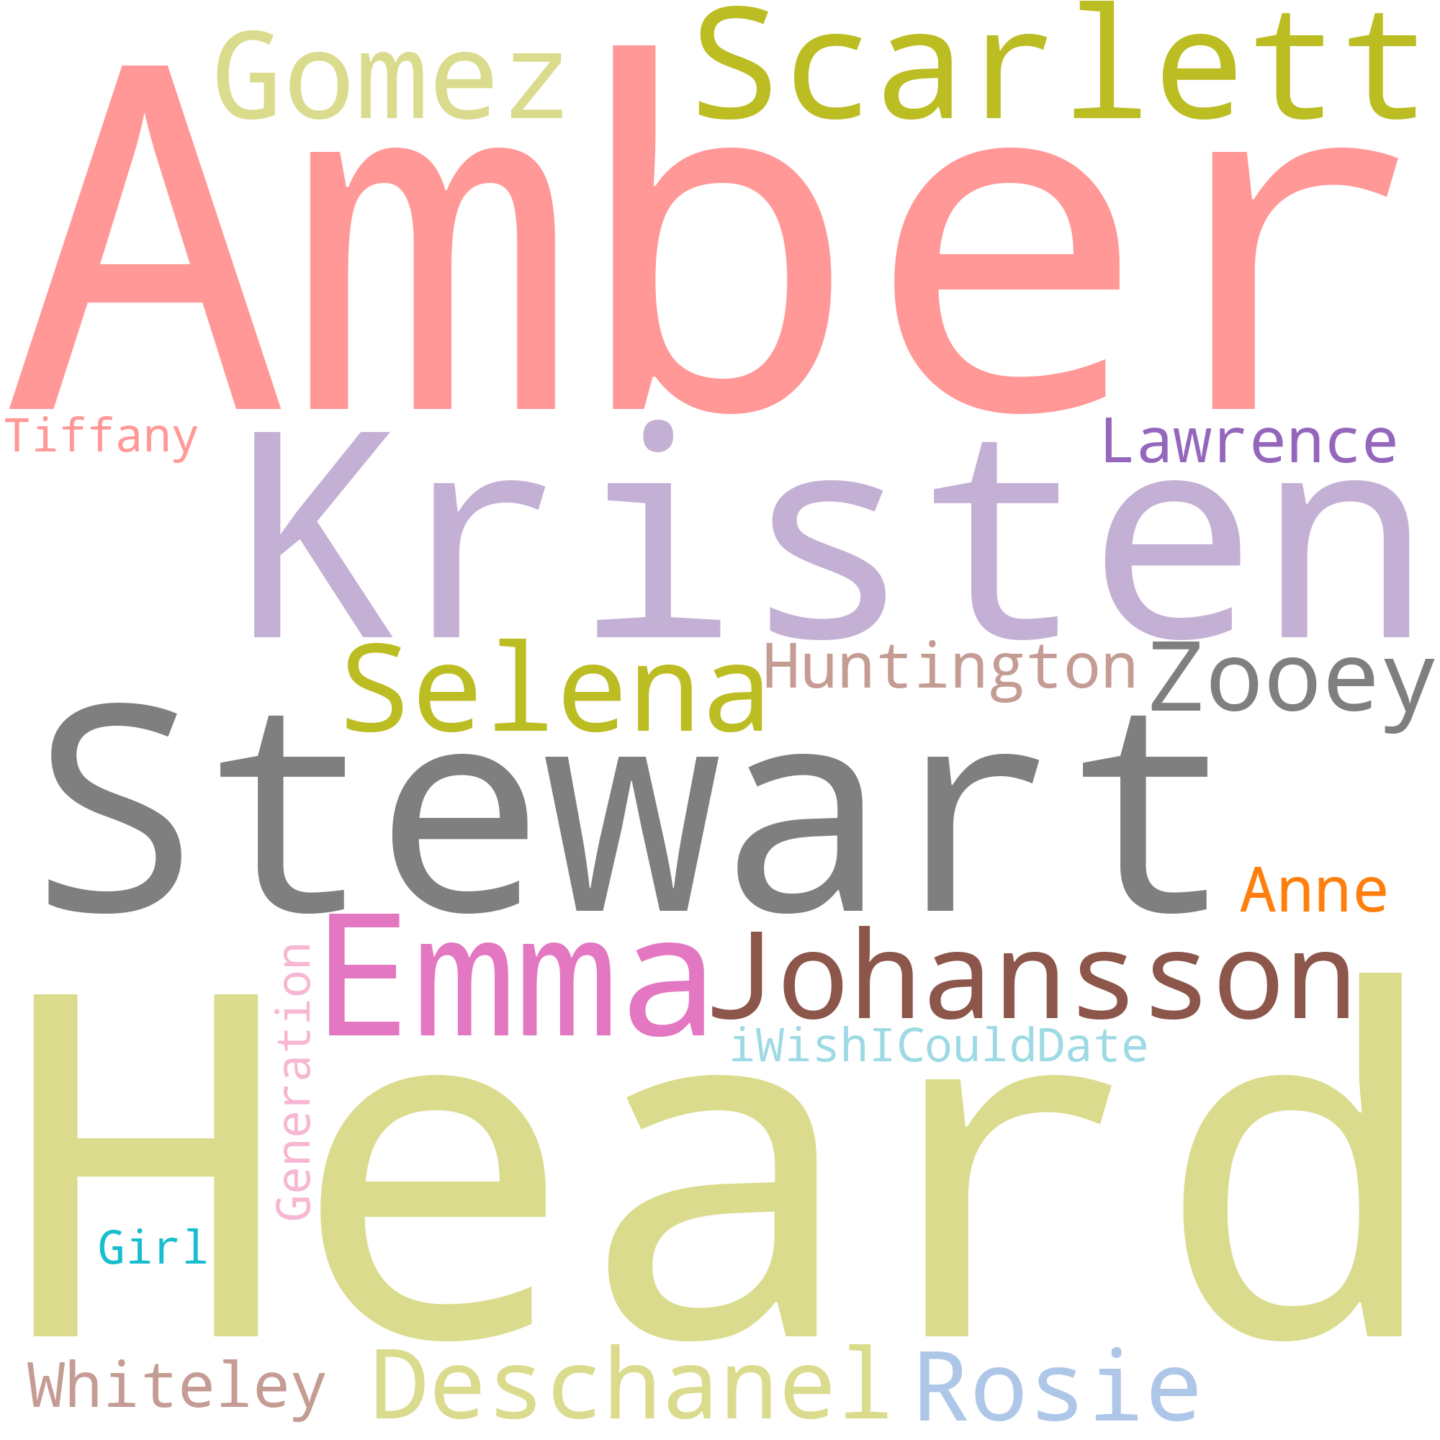 Gomez Scarlett
Amber
Tiffany
Kristen
Lawrence
Selena
Huntington
Zooey
Stewart
Anne
Emma
Johansson
iWishICouldDate
Generation
Heard
Girl
Whiteley
Deschanel
Rosie